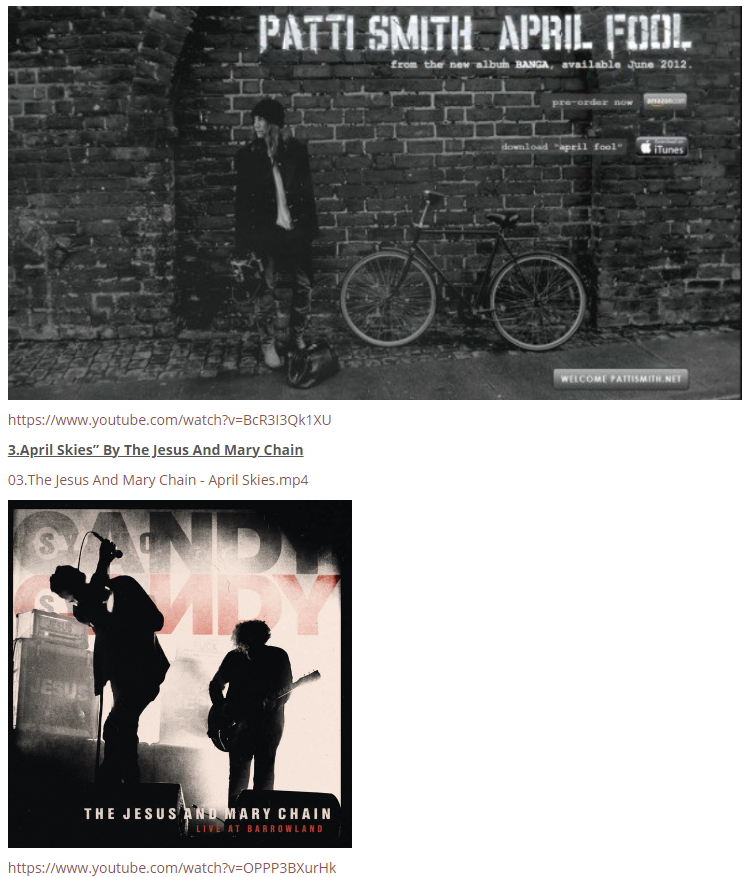 PATTI SMITH APRIL FOOL
from the new album BANGA, available June 2012.
pre-order now amazon.com
download "april fool" iTunes
WELCOME PATTISMITH.NET
https://www.youtube.com/watch?v=BcR3I3Qk1XU
3.April Skies” By The Jesus And Mary Chain
03.The Jesus And Mary Chain - April Skies.mp4
CANDY
CANDY
JESUS
JESUS
THE JESUS AND MARY CHAIN
LIVE AT BARROWLAND
https://www.youtube.com/watch?v=OPPP3BXurHk